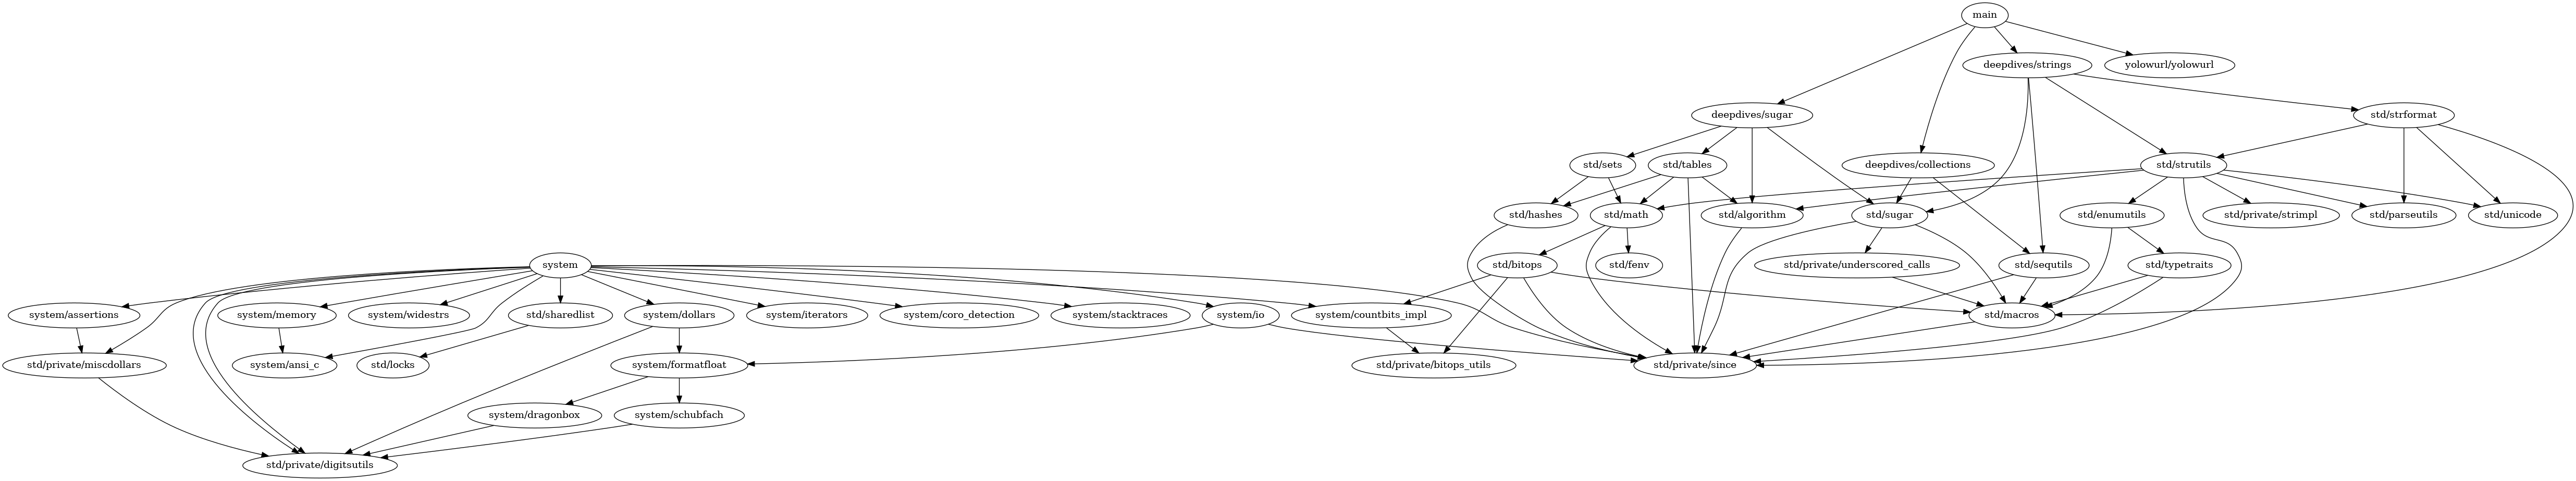 main
deepdives/strings
yolowurl/yolowurl
deepdives/sugar
std/strformat
std/sets
std/tables
deepdives/collections
std/strutils
std/hashes
std/math
std/algorithm
std/sugar
std/enumutils
std/private/strimpl
std/parseutils
std/unicode
system
std/bitops
std/fenv
std/private/underscored_calls
std/sequtils
std/typetraits
system/assertions
system/memory
system/widestrs
std/sharedlist
system/dollars
system/iterators
system/coro_detection
system/stacktraces
system/io
system/countbits_impl
std/macros
std/private/miscdollars
system/ansi_c
std/locks
system/formatfloat
std/private/bitops_utils
std/private/since
system/dragonbox
system/schubfach
std/private/digitsutils